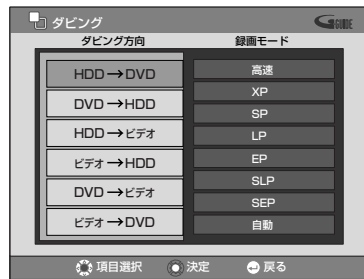 ダビング
G GUIDE
ダビング方向 録画モード
HDD→DVD
DVD→HDD
HDD→ビデオ
ビデオ→HDD
DVD→ビデオ
ビデオ→DVD
高速
XP
SP
LP
EP
SLP
SEP
自動
項目選択 決定 戻る